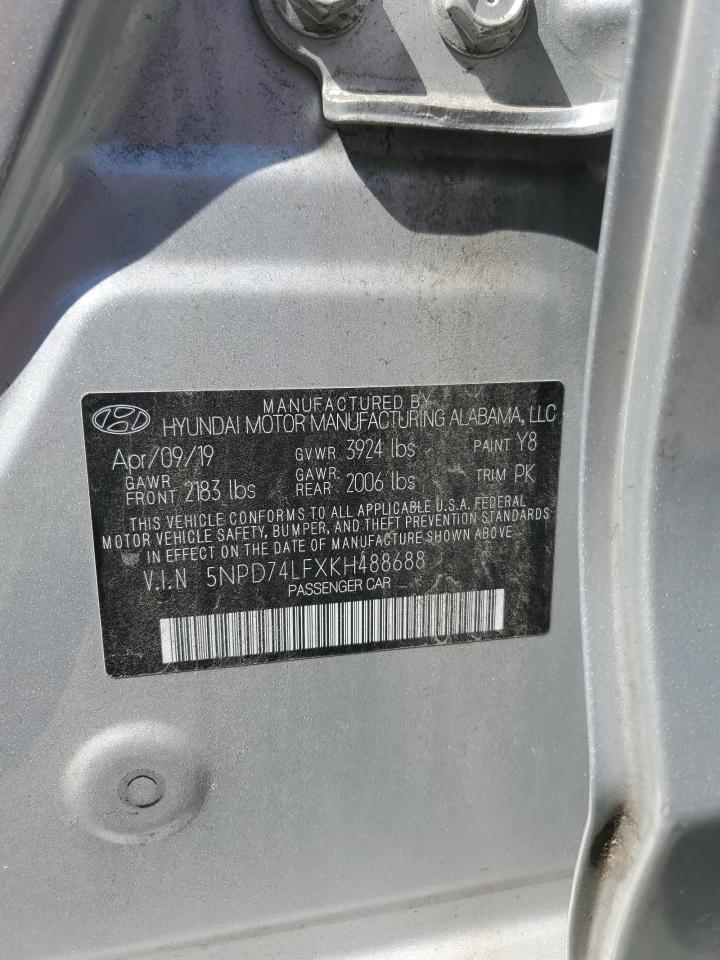 MANUFACTURED BY
HYUNDAI MOTOR MANUFACTURING ALABAMA, LLC
Apr/09/19 GVWR 3924 lbs PAINT Y8
GAWR FRONT 2183 lbs GAWR REAR 2006 lbs TRIM PK
THIS VEHICLE CONFORMS TO ALL APPLICABLE U.S.A. FEDERAL
MOTOR VEHICLE SAFETY, BUMPER, AND THEFT PREVENTION STANDARDS
IN EFFECT ON THE DATE OF MANUFACTURE SHOWN ABOVE
V.I.N 5NPD74LFXKH488688
PASSENGER CAR